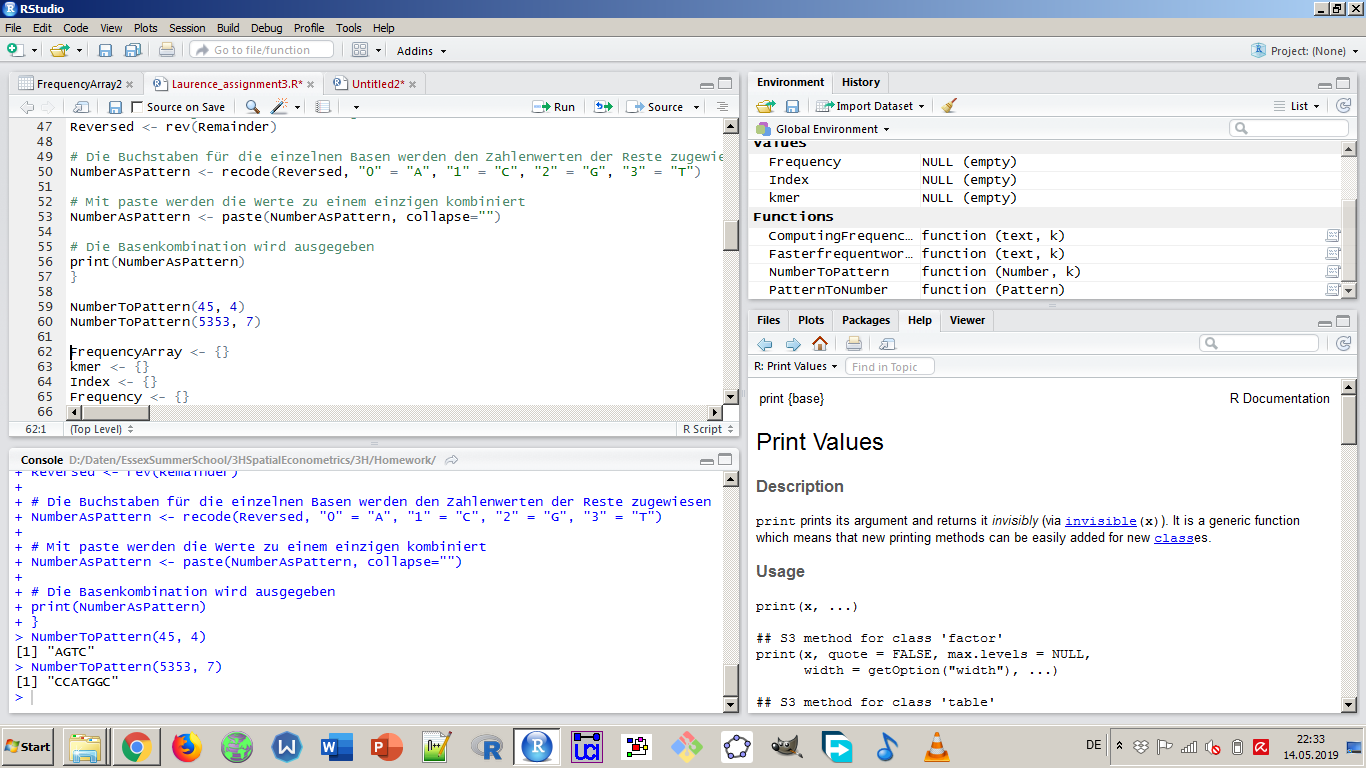 RStudio
File Edit Code View Plots Session Build Debug Profile Tools Help
Go to file/function Addins Project: (None)
FrequencyArray2 Laurence_assignment3.R* Untitled2*
Source on Save Run Source
47 Reversed <- rev(Remainder)
48
49 # Die Buchstaben für die einzelnen Basen werden den Zahlenwerten der Reste zugewie
50 NumberAsPattern <- recode(Reversed, "0" = "A", "1" = "C", "2" = "G", "3" = "T")
51
52 # Mit paste werden die Werte zu einem einzigen kombiniert
53 NumberAsPattern <- paste(NumberAsPattern, collapse="")
54
55 # Die Basenkombination wird ausgegeben
56 print(NumberAsPattern)
57 }
58
59 NumberToPattern(45, 4)
60 NumberToPattern(5353, 7)
61
62 FrequencyArray <- {}
63 kmer <- {}
64 Index <- {}
65 Frequency <- {}
66
62:1 (Top Level) R Script
Console D:/Daten/EssexSummerSchool/3HSpatialEconometrics/3H/Homework/
+ Reversed <- rev(Remainder)
+
+ # Die Buchstaben für die einzelnen Basen werden den Zahlenwerten der Reste zugewiesen
+ NumberAsPattern <- recode(Reversed, "0" = "A", "1" = "C", "2" = "G", "3" = "T")
+
+ # Mit paste werden die Werte zu einem einzigen kombiniert
+ NumberAsPattern <- paste(NumberAsPattern, collapse="")
+
+ # Die Basenkombination wird ausgegeben
+ print(NumberAsPattern)
+ }
> NumberToPattern(45, 4)
[1] "AGTC"
> NumberToPattern(5353, 7)
[1] "CCATGGC"
>
Environment History
Import Dataset List
Global Environment
Values
Frequency NULL (empty)
Index NULL (empty)
kmer NULL (empty)
Functions
ComputingFrequenc… function (text, k)
Fasterfrequentwor… function (text, k)
NumberToPattern function (Number, k)
PatternToNumber function (Pattern)
Files Plots Packages Help Viewer
R: Print Values Find in Topic
print {base} R Documentation
Print Values
Description
print prints its argument and returns it invisibly (via invisible(x)). It is a generic function
which means that new printing methods can be easily added for new classes.
Usage
print(x, ...)
## S3 method for class 'factor'
print(x, quote = FALSE, max.levels = NULL,
width = getOption("width"), ...)
## S3 method for class 'table'
Start DE 22:33
14.05.2019